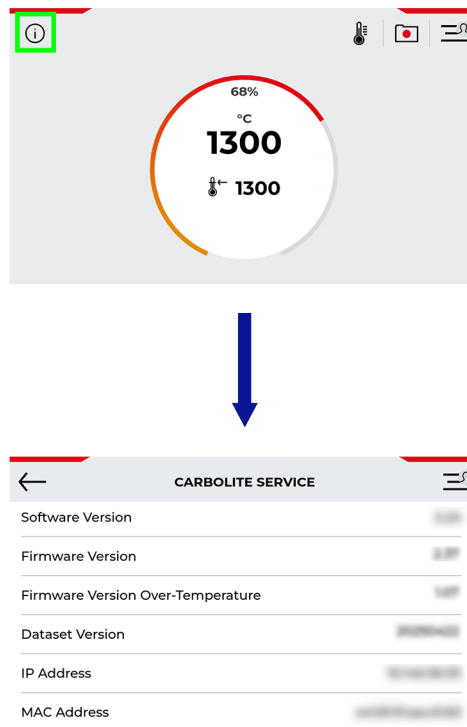 68%
°C
1300
1300
CARBOLITE SERVICE
Software Version
Firmware Version
Firmware Version Over-Temperature
Dataset Version
IP Address
MAC Address